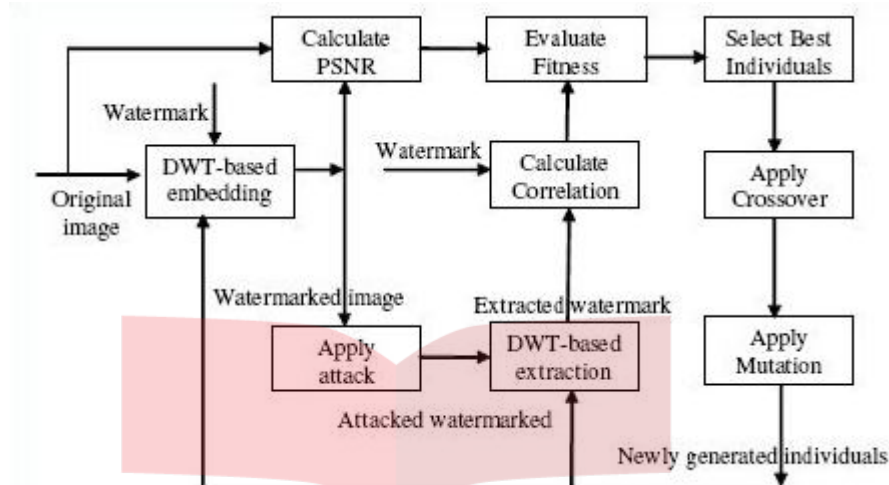 Calculate
PSNR
Evaluate
Fitness
Select Best
Individuals
Watermark
DWT-based
embedding
Original
image
Watermark
Calculate
Correlation
Apply
Crossover
Watermarked image
Extracted watermark
Apply
attack
DWT-based
extraction
Apply
Mutation
Attacked watermarked
Newly generated individuals